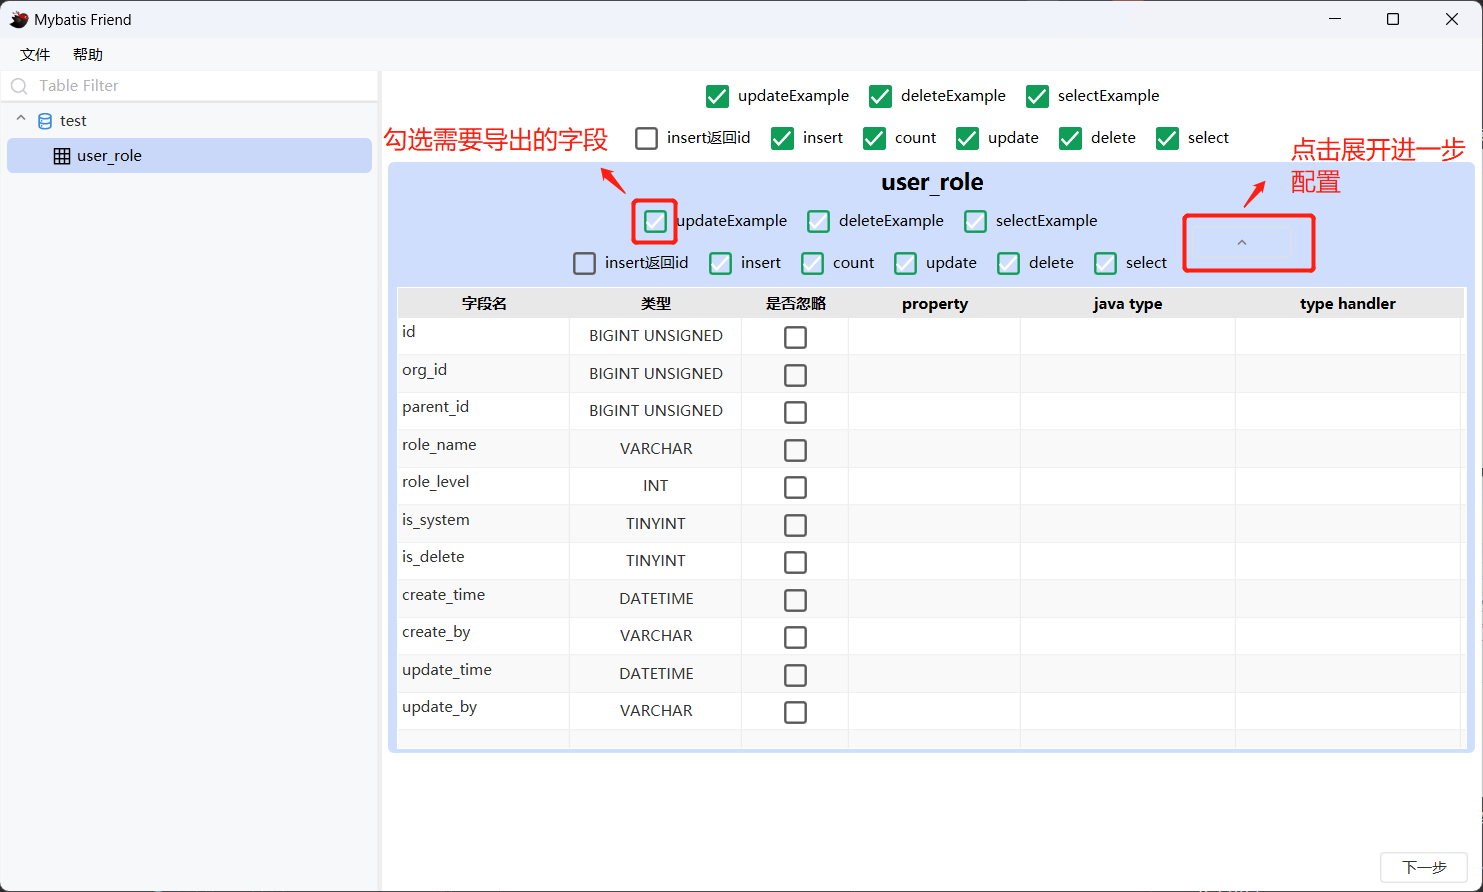 Mybatis Friend
文件 帮助
Table Filter
test
user_role
updateExample deleteExample selectExample
勾选需要导出的字段
insert返回id insert count update delete select
点击展开进一步
配置
user_role
updateExample deleteExample selectExample
insert返回id insert count update delete select
字段名 类型 是否忽略 property java type type handler
id BIGINT UNSIGNED
org_id BIGINT UNSIGNED
parent_id BIGINT UNSIGNED
role_name VARCHAR
role_level INT
is_system TINYINT
is_delete TINYINT
create_time DATETIME
create_by VARCHAR
update_time DATETIME
update_by VARCHAR
下一步